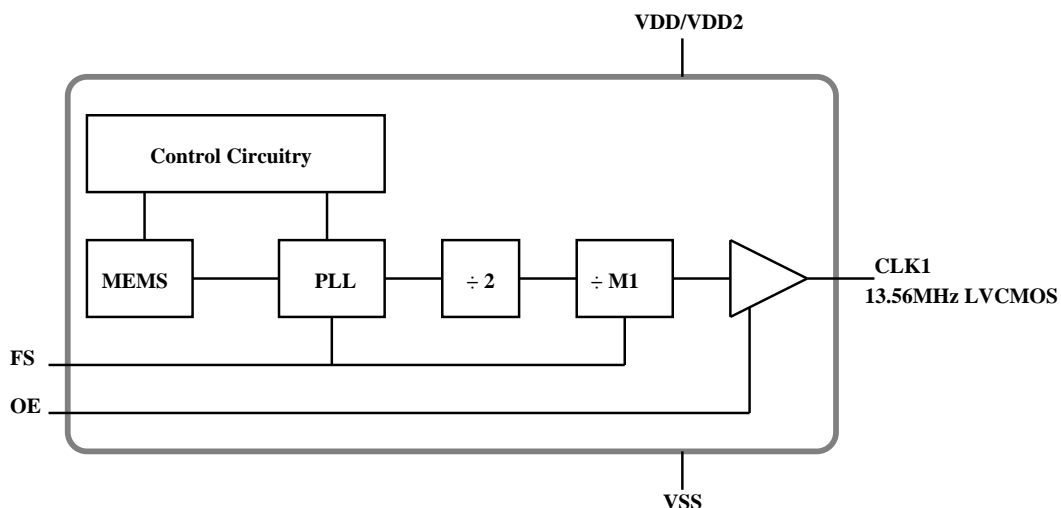 VDD/VDD2
Control Circuitry
MEMS
PLL
÷ 2
÷ M1
CLK1
13.56MHz LVCMOS
FS
OE
VSS